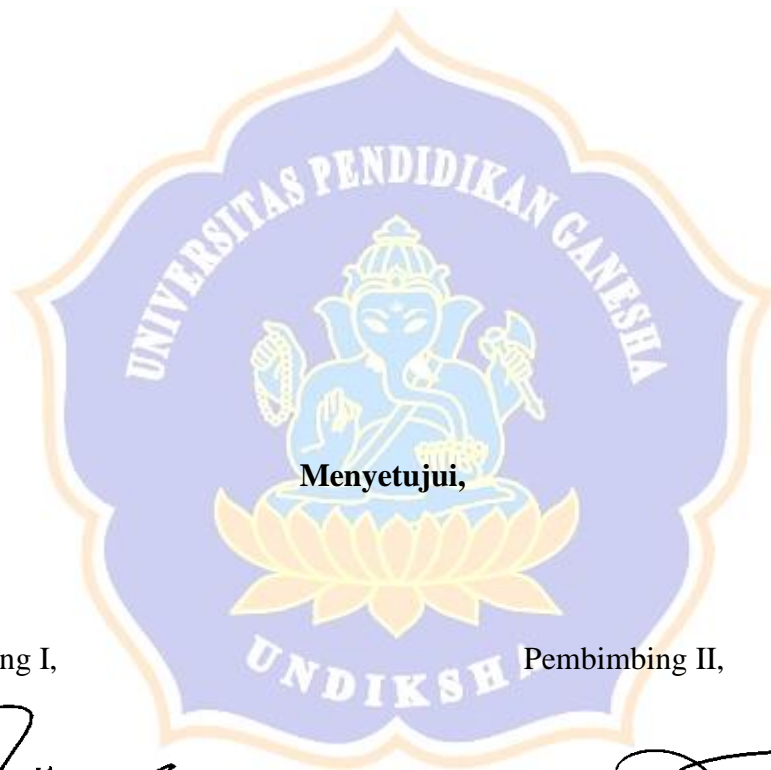 UNIVERSITAS PENDIDIKAN GANESHA
Menyetujui,
UNDIKSHA
ng I, Pembimbing II,